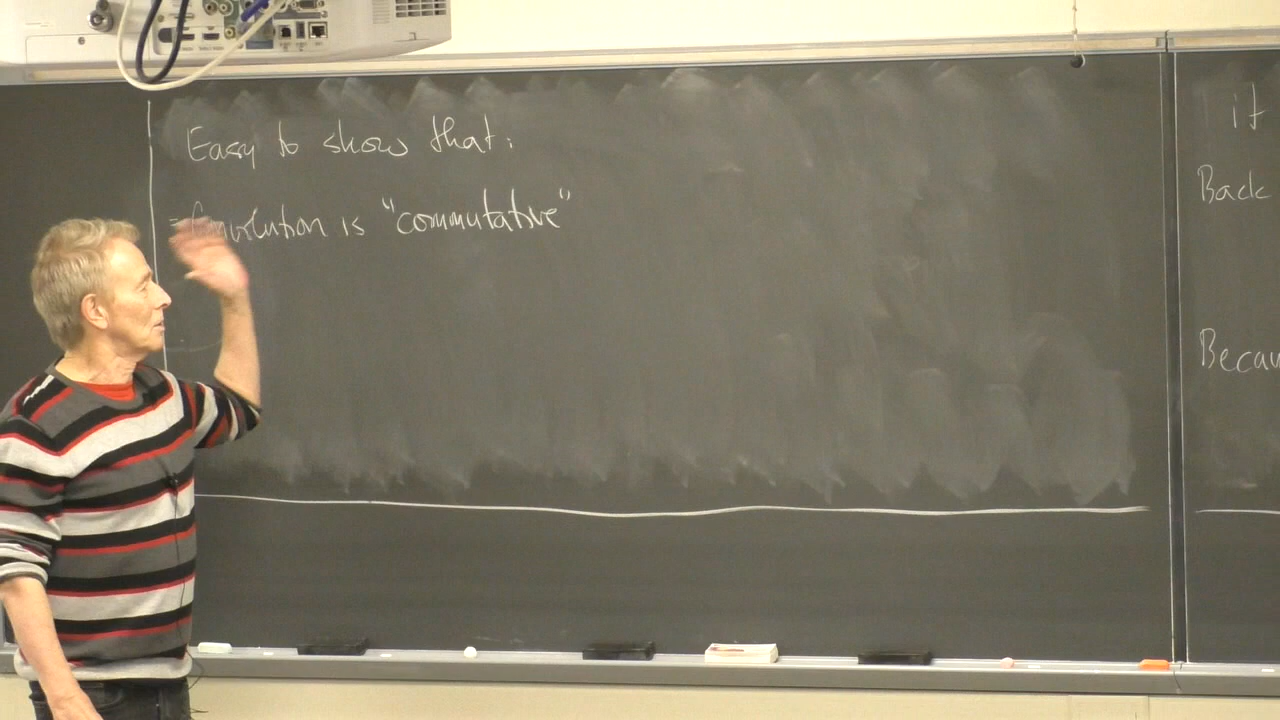 Easy to show that:
- Convolution is "commutative"
if
Back
Becau